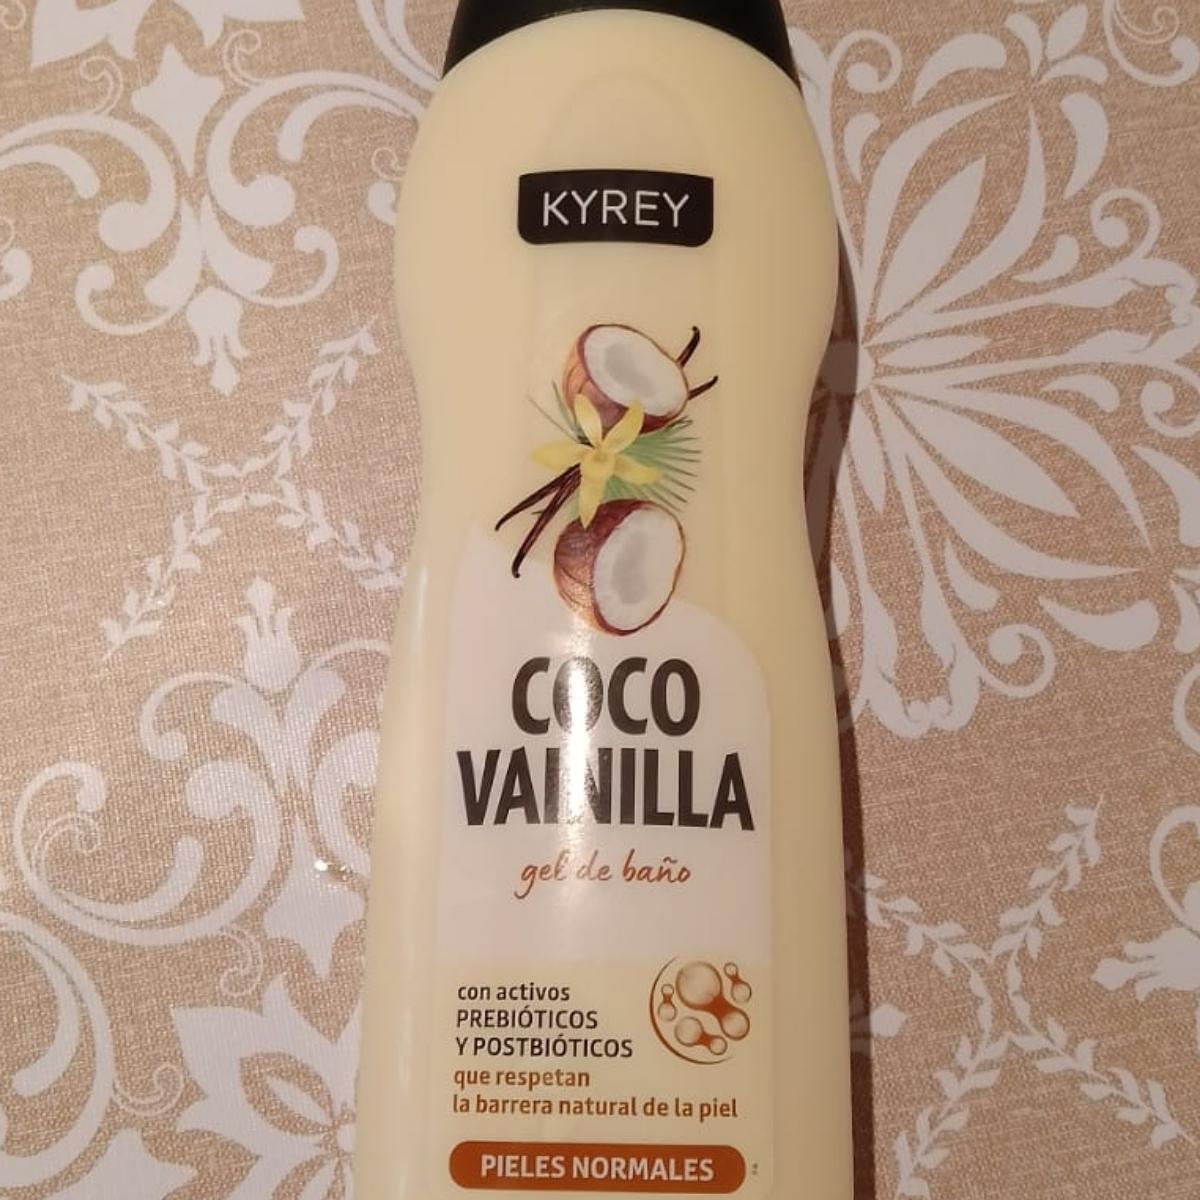 KYREY
COCO
VAINILLA
gel de baño
con activos
PREBIÓTICOS
Y POSTBIÓTICOS
que respetan
la barrera natural de la piel
PIELES NORMALES